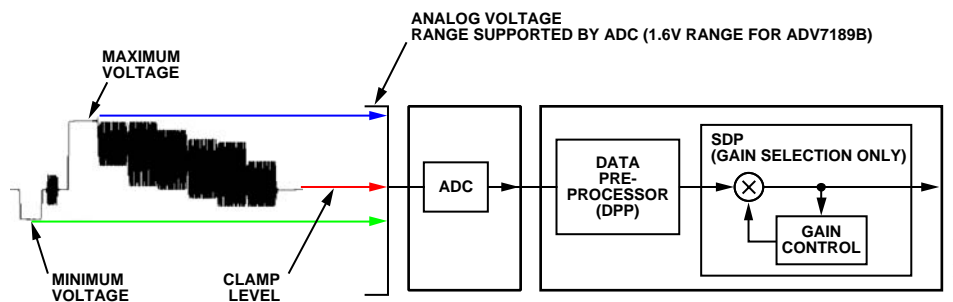 ANALOG VOLTAGE
RANGE SUPPORTED BY ADC (1.6V RANGE FOR ADV7189B)
MAXIMUM
VOLTAGE
SDP
(GAIN SELECTION ONLY)
DATA
PRE-
PROCESSOR
(DPP)
ADC
GAIN
CONTROL
MINIMUM
VOLTAGE
CLAMP
LEVEL